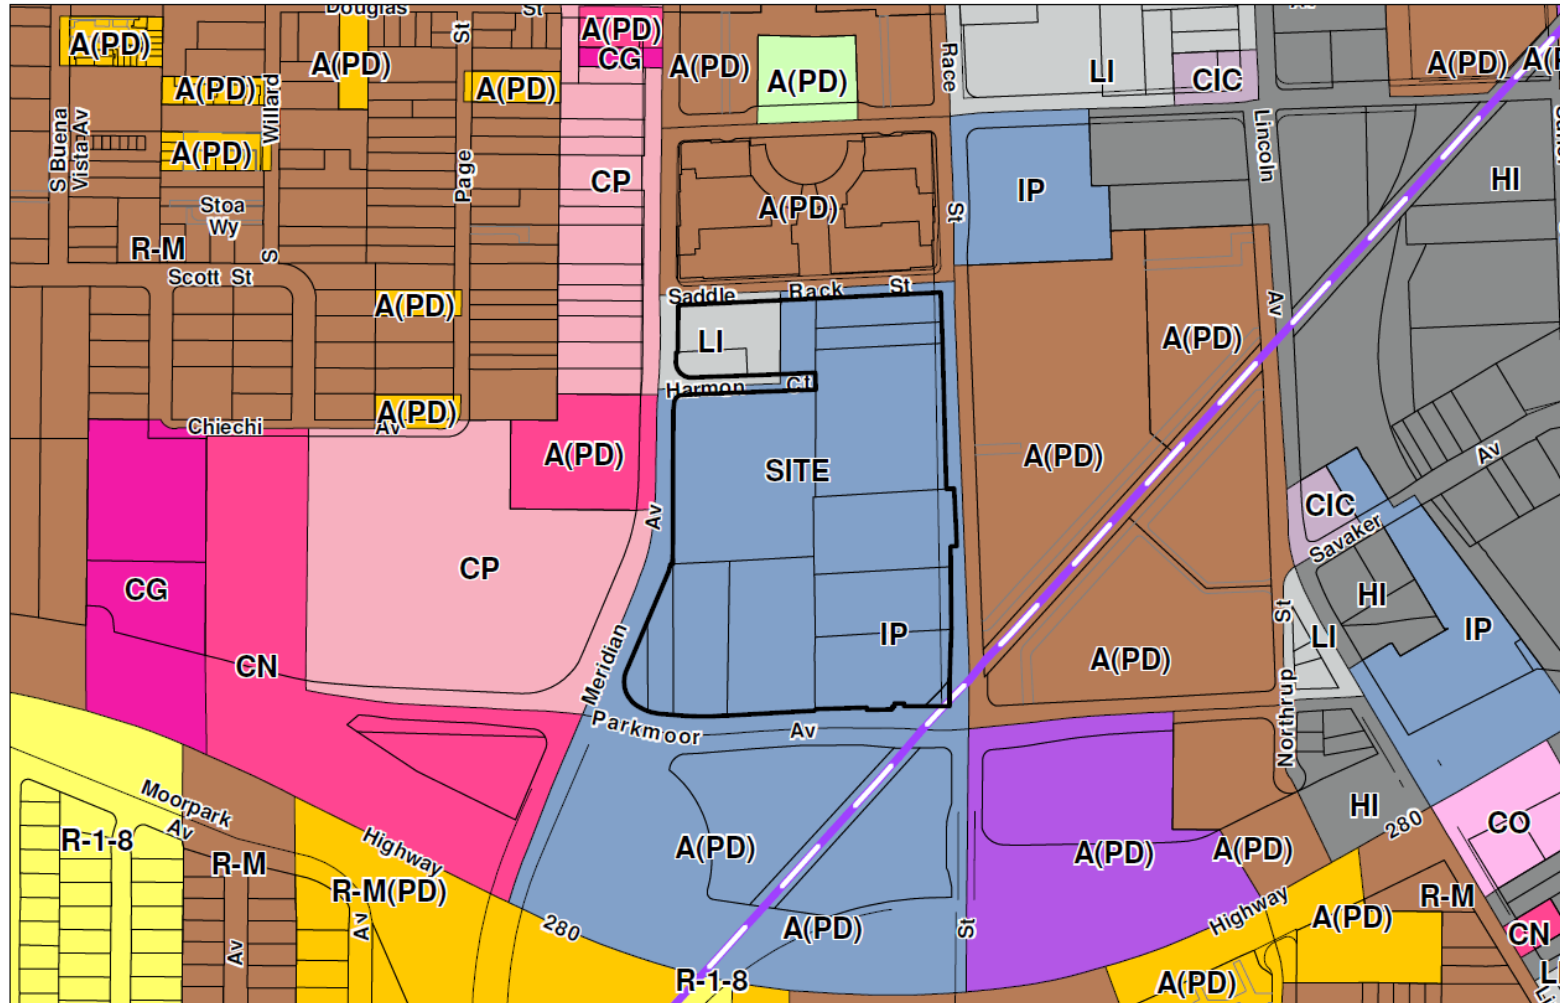 Douglas
St
A(PD)
A(PD)
CG
A(PD)
A(PD)
A(PD)
A(PD)
A(PD)
A(PD)
St
Race
LI
CIC
A(PD)
S Buena
Vista Av
Willard
A(PD)
Page
CP
A(PD)
St
IP
Lincoln
HI
Stoa
Wy
R-M
S
Scott St
A(PD)
Saddle Rack St
LI
Harmon Ct
Av
A(PD)
A(PD)
Chiechi Av
A(PD)
SITE
A(PD)
Av
CIC
Savaker
Av
CP
CG
IP
HI
IP
St
LI
CN
Meridian
A(PD)
Parkmoor Av
Northrup
Moorpark
Av
R-1-8
R-M
Highway
R-M(PD)
Av
Av
280
A(PD)
A(PD)
A(PD)
HI
280
CO
A(PD)
St
Highway
A(PD)
R-M
CN
R-1-8
A(PD)